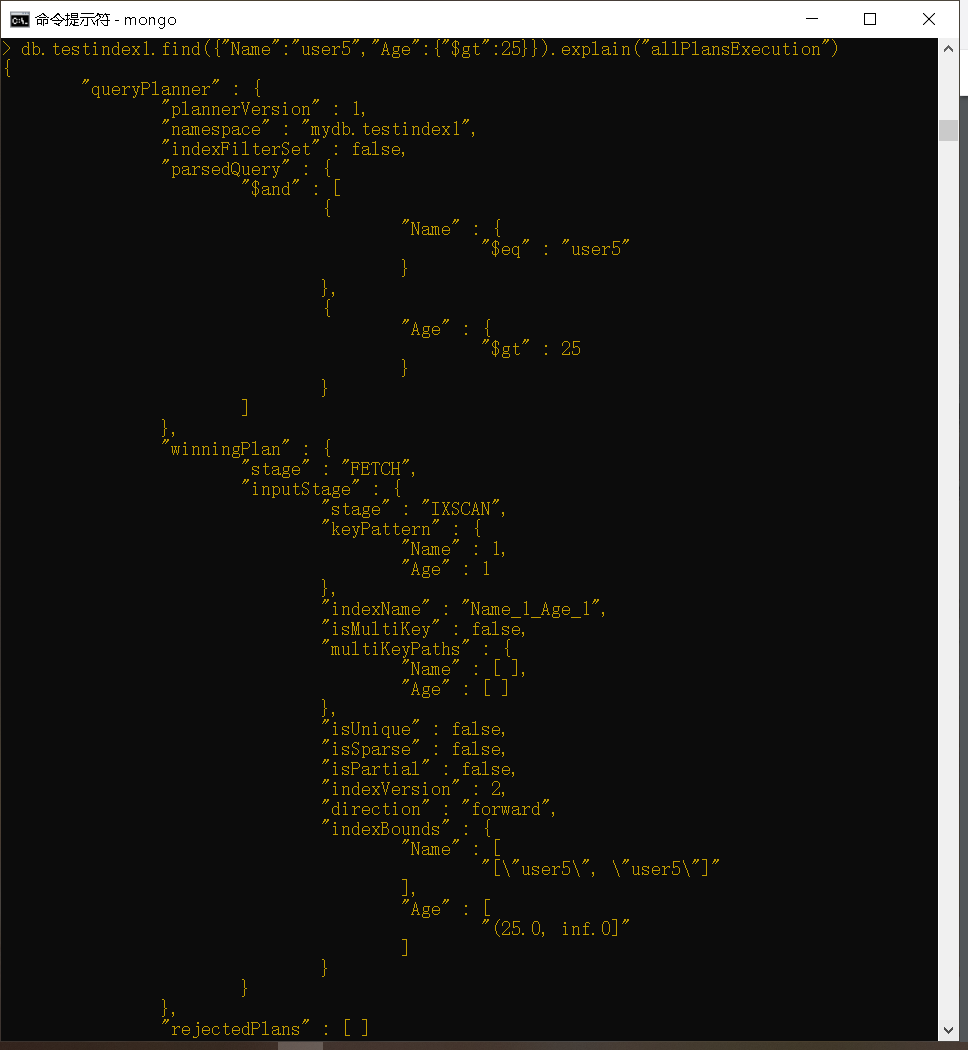 命令提示符 - mongo
> db.testindex1.find({"Name":"user5","Age":{"$gt":25}}).explain("allPlansExecution")
{
"queryPlanner" : {
"plannerVersion" : 1,
"namespace" : "mydb.testindex1",
"indexFilterSet" : false,
"parsedQuery" : {
"$and" : [
{
"Name" : {
"$eq" : "user5"
}
},
{
"Age" : {
"$gt" : 25
}
}
]
},
"winningPlan" : {
"stage" : "FETCH",
"inputStage" : {
"stage" : "IXSCAN",
"keyPattern" : {
"Name" : 1,
"Age" : 1
},
"indexName" : "Name_1_Age_1",
"isMultiKey" : false,
"multiKeyPaths" : {
"Name" : [ ],
"Age" : [ ]
},
"isUnique" : false,
"isSparse" : false,
"isPartial" : false,
"indexVersion" : 2,
"direction" : "forward",
"indexBounds" : {
"Name" : [
"[\"user5\", \"user5\"]"
],
"Age" : [
"(25.0, inf.0]"
]
}
}
},
"rejectedPlans" : [ ]